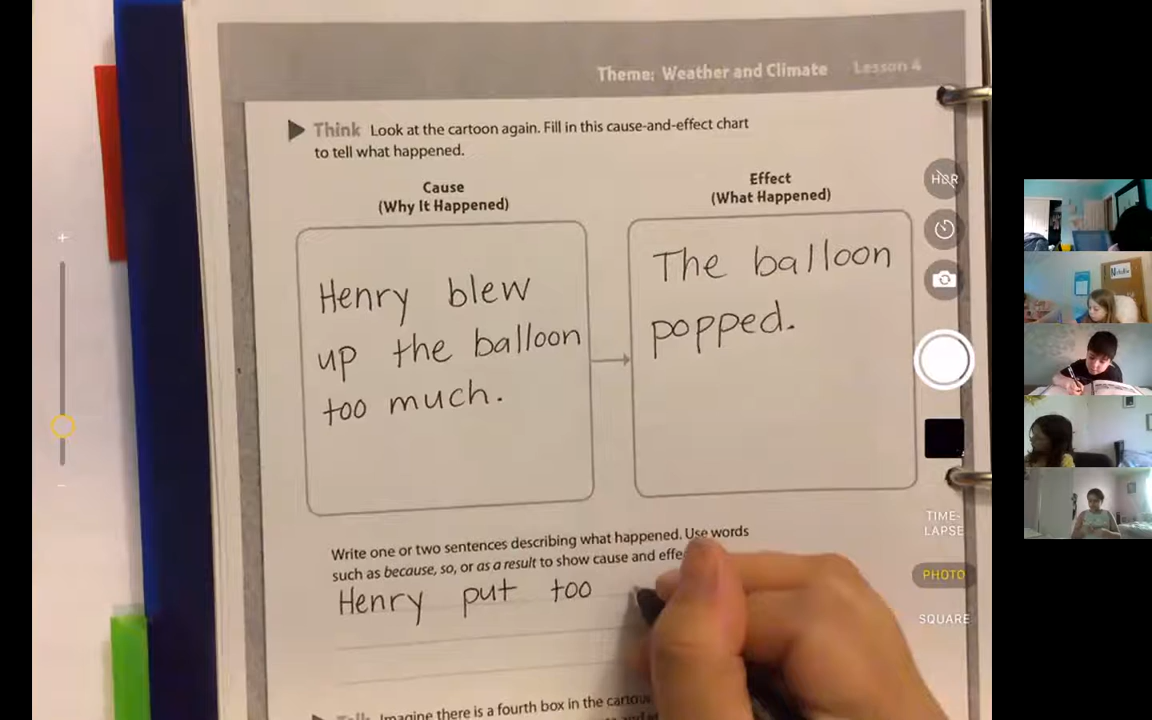 Theme: Weather and Climate Lesson 4
Think Look at the cartoon again. Fill in this cause-and-effect chart
to tell what happened.
Cause
(Why It Happened)
Effect
(What Happened)
Henry blew
up the balloon
too much.
The balloon
popped.
Write one or two sentences describing what happened. Use words
such as because, so, or as a result to show cause and effe
Henry put too
Talk Imagine there is a fourth box in the cartoo
HDR
TIME-
LAPSE
PHOTO
SQUARE